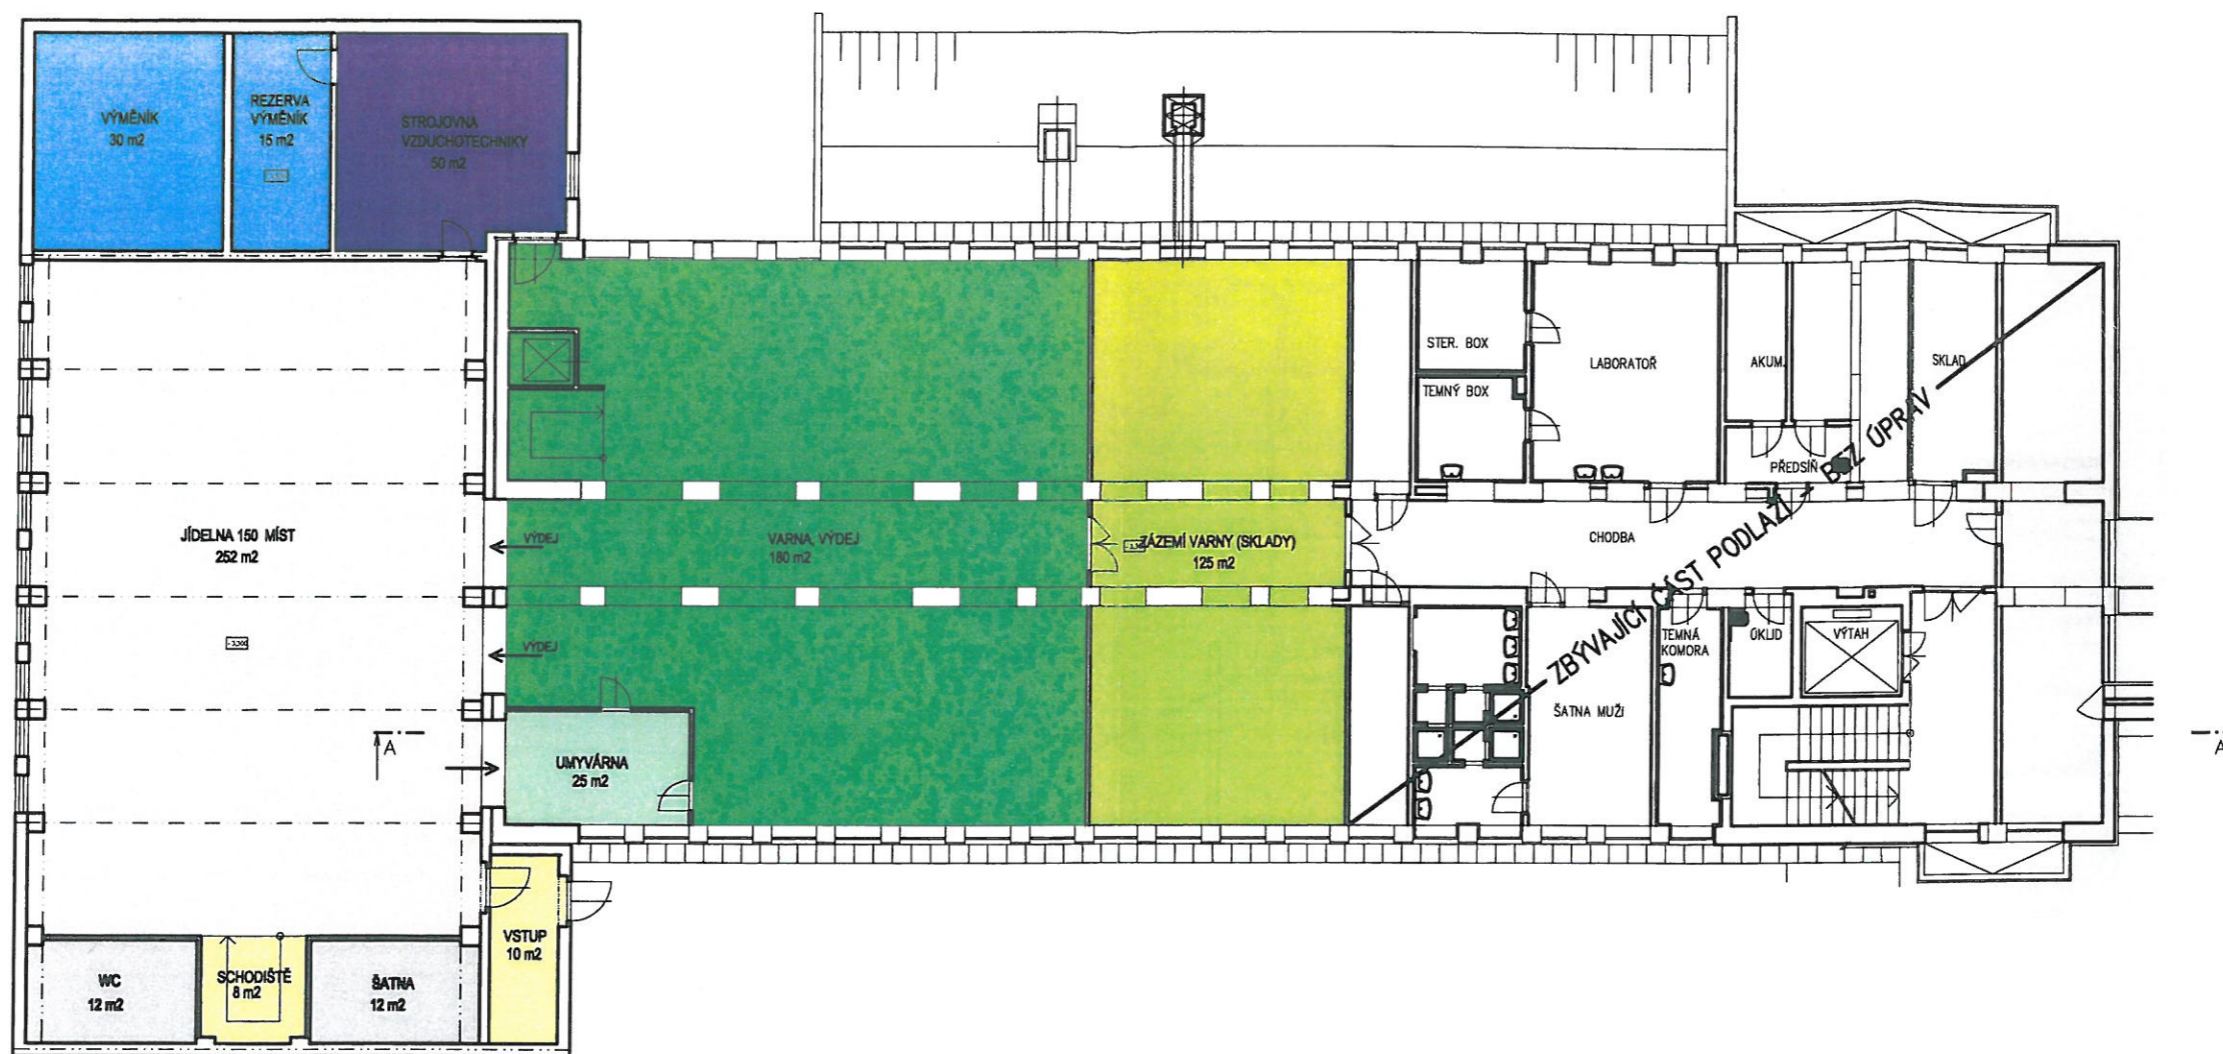 VÝMĚNÍK
30 m2
REZERVA
VÝMĚNÍK
15 m2
STROJOVNA
VZDUCHOTECHNIKY
50 m2
STER. BOX
TEMNÝ BOX
LABORATOŘ
AKUM.
SKLAD
PŘEDSÍŇ
JÍDELNA 150 MÍST
252 m2
-3,300
VÝDEJ
VÝDEJ
VARNA, VÝDEJ
180 m2
ZÁZEMÍ VARNY (SKLADY)
125 m2
CHODBA
ZBÝVAJÍCÍ ČÁST PODLAŽÍ BEZ ÚPRAV
TEMNÁ
KOMORA
ÚKLID
VÝTAH
ŠATNA MUŽI
A
A
UMYVÁRNA
25 m2
VSTUP
10 m2
WC
12 m2
SCHODIŠTĚ
8 m2
ŠATNA
12 m2